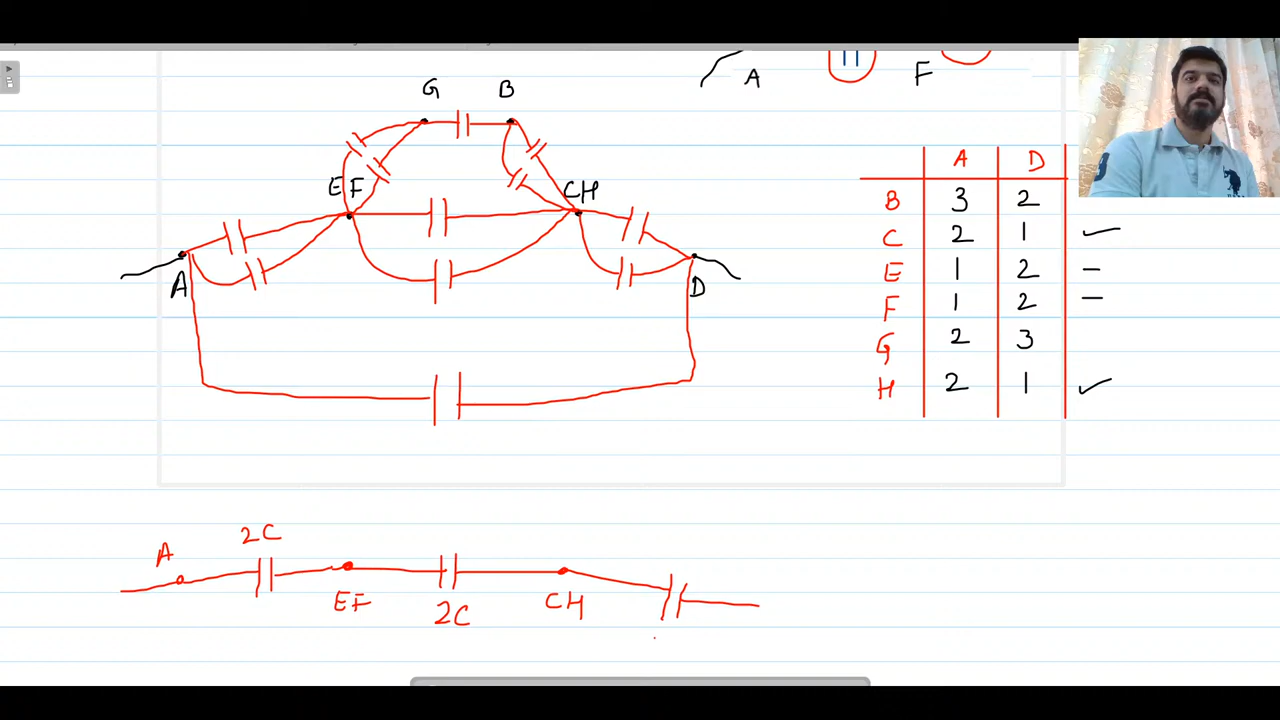 A
F
G B
EF CH
A D
A D
B 3 2
C 2 1 ✓
E 1 2 –
F 1 2 –
G 2 3
H 2 1 ✓
A 2C
EF 2C CH